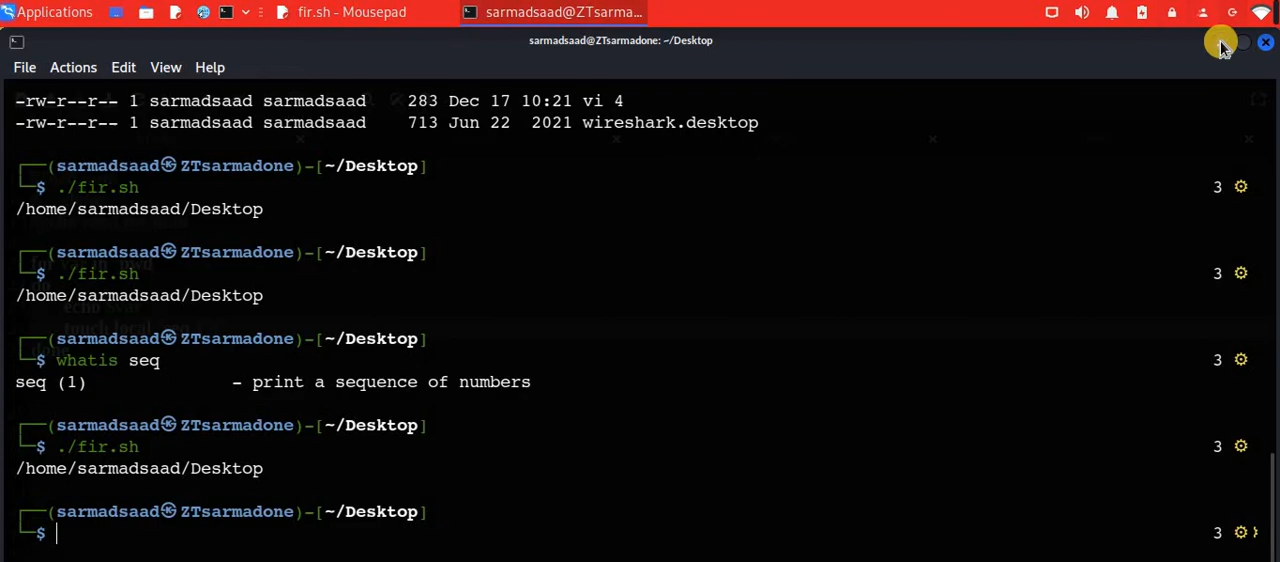 Applications
fir.sh - Mousepad
sarmadsaad@ZTsarma...
sarmadsaad@ZTsarmadone: ~/Desktop
File Actions Edit View Help
-rw-r--r-- 1 sarmadsaad sarmadsaad 283 Dec 17 10:21 vi 4
-rw-r--r-- 1 sarmadsaad sarmadsaad 713 Jun 22 2021 wireshark.desktop
┌──(sarmadsaad㉿ZTsarmadone)-[~/Desktop]
└─$ ./fir.sh 3 ⚙
/home/sarmadsaad/Desktop
┌──(sarmadsaad㉿ZTsarmadone)-[~/Desktop]
└─$ ./fir.sh 3 ⚙
/home/sarmadsaad/Desktop
┌──(sarmadsaad㉿ZTsarmadone)-[~/Desktop]
└─$ whatis seq 3 ⚙
seq (1) - print a sequence of numbers
┌──(sarmadsaad㉿ZTsarmadone)-[~/Desktop]
└─$ ./fir.sh 3 ⚙
/home/sarmadsaad/Desktop
┌──(sarmadsaad㉿ZTsarmadone)-[~/Desktop]
└─$ 3 ⚙